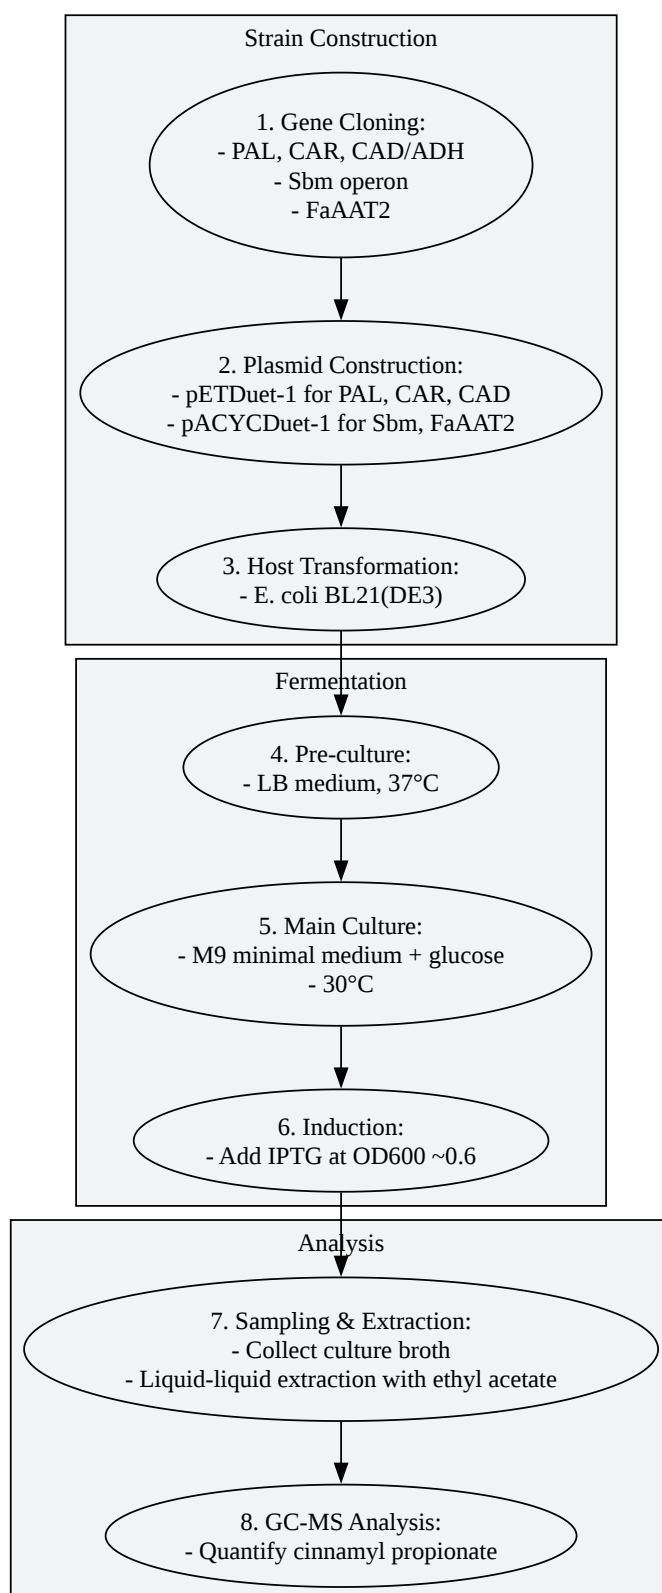 Strain Construction
1. Gene Cloning:
- PAL, CAR, CAD/ADH
- Sbm operon
- FaAAT2
2. Plasmid Construction:
- pETDuet-1 for PAL, CAR, CAD
- pACYCDuet-1 for Sbm, FaAAT2
3. Host Transformation:
- E. coli BL21(DE3)
Fermentation
4. Pre-culture:
- LB medium, 37°C
5. Main Culture:
- M9 minimal medium + glucose
- 30°C
6. Induction:
- Add IPTG at OD600 ~0.6
Analysis
7. Sampling & Extraction:
- Collect culture broth
- Liquid-liquid extraction with ethyl acetate
8. GC-MS Analysis:
- Quantify cinnamyl propionate